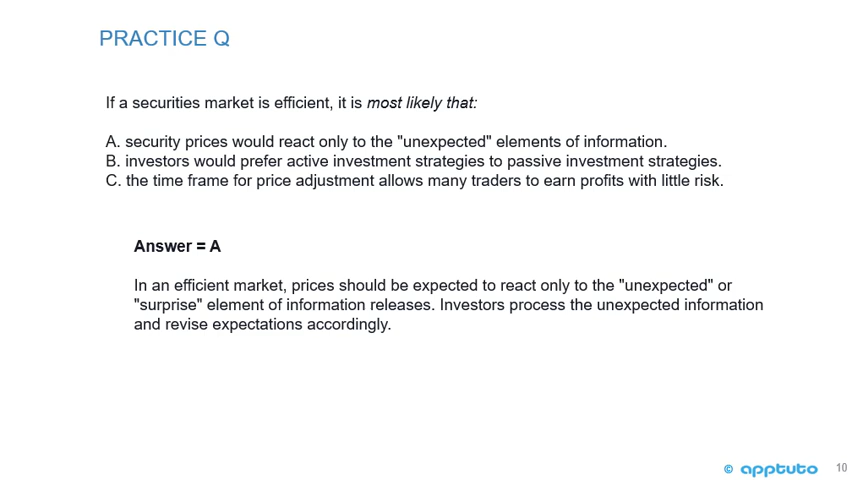 PRACTICE Q
If a securities market is efficient, it is most likely that:
A. security prices would react only to the "unexpected" elements of information.
B. investors would prefer active investment strategies to passive investment strategies.
C. the time frame for price adjustment allows many traders to earn profits with little risk.
Answer = A
In an efficient market, prices should be expected to react only to the "unexpected" or
"surprise" element of information releases. Investors process the unexpected information
and revise expectations accordingly.
© apptuto 10